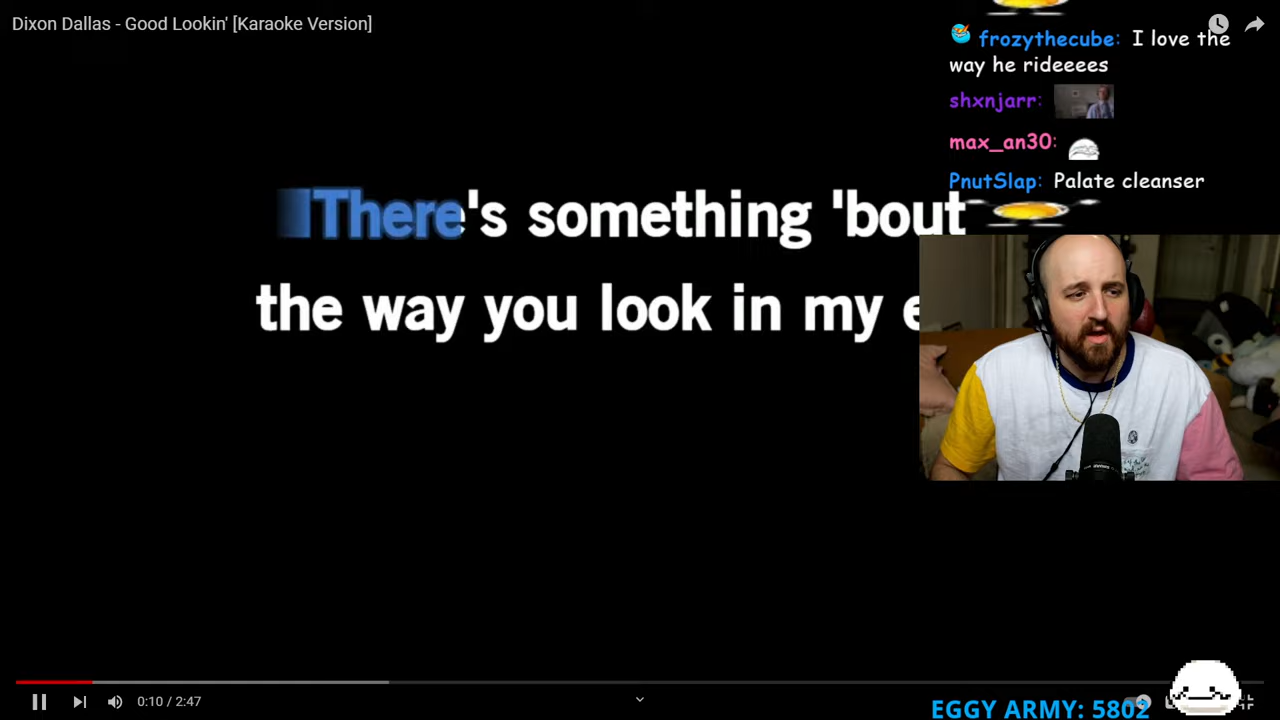 Dixon Dallas - Good Lookin' [Karaoke Version]
frozythecube: I love the
way he rideeees
shxnjarr:
max_an30:
PnutSlap: Palate cleanser
There's something 'bout
the way you look in my
0:10 / 2:47
EGGY ARMY: 5802